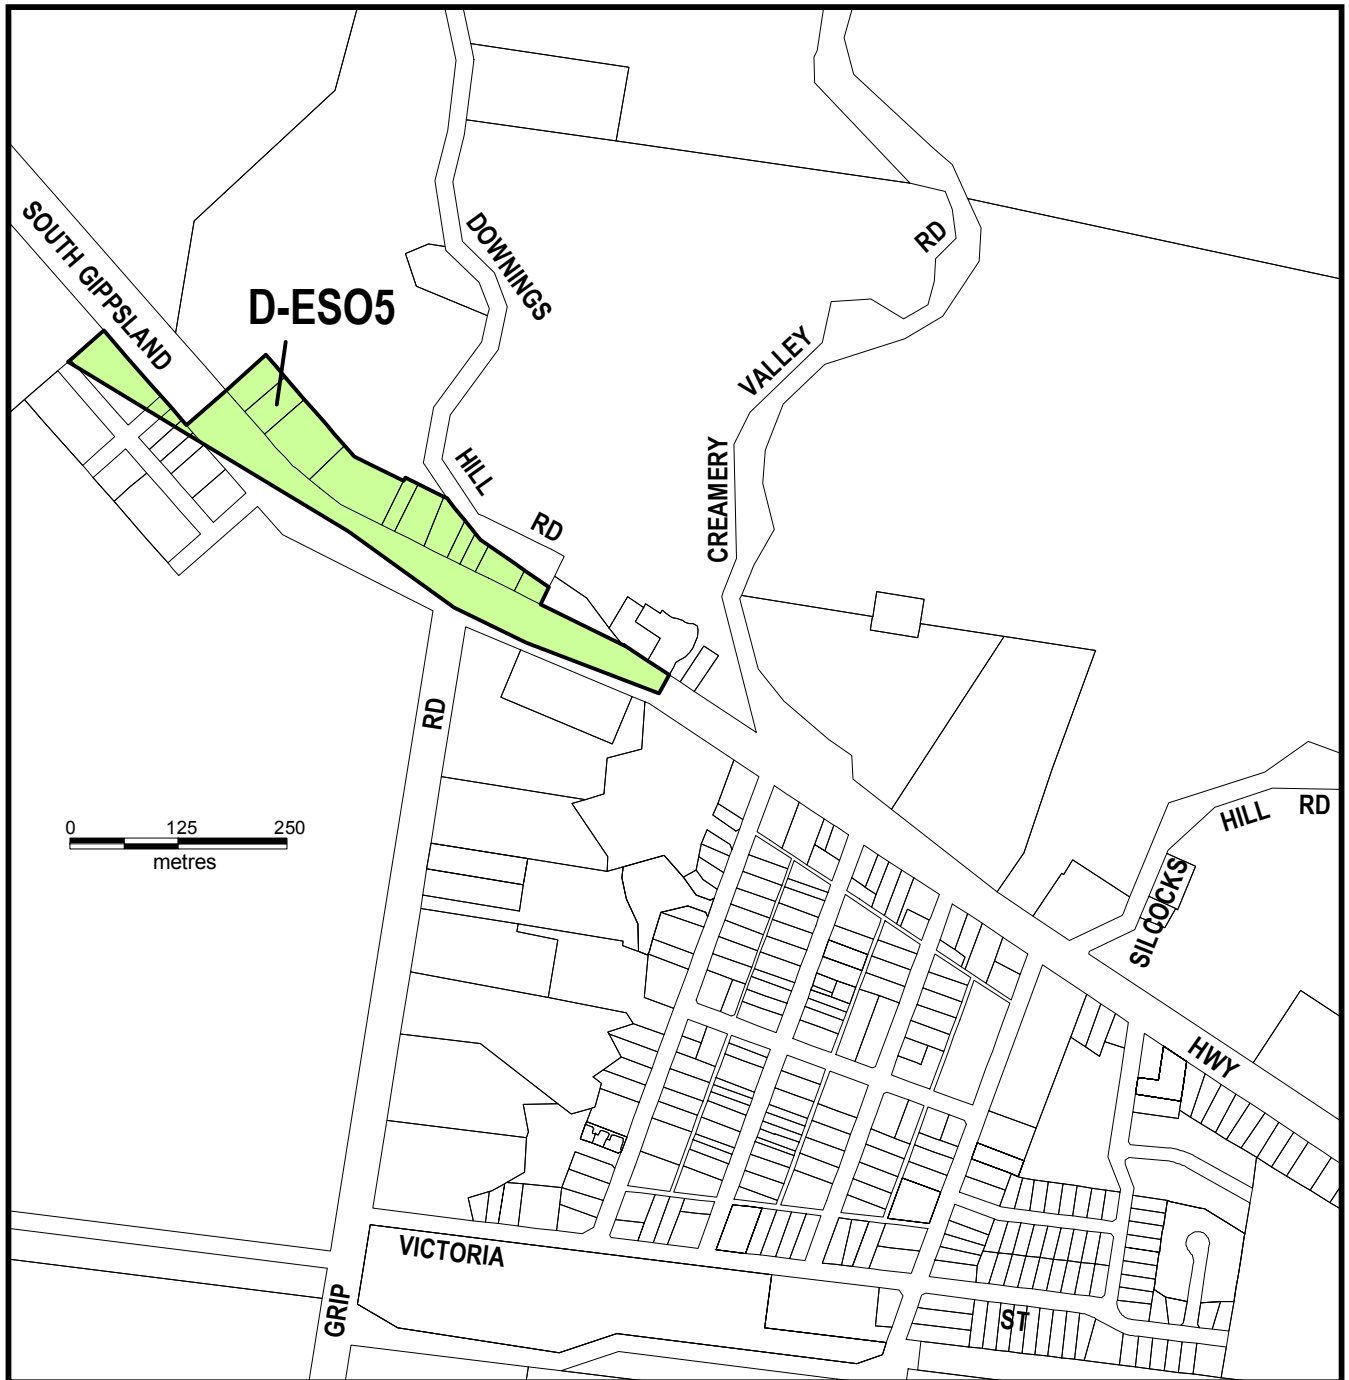 SOUTH GIPPSLAND
D-ESO5
DOWNINGS
HILL
RD
RD
VALLEY
CREAMERY
RD
0 125 250
metres
HILL RD
SILCOCKS
HWY
VICTORIA
GRIP
ST